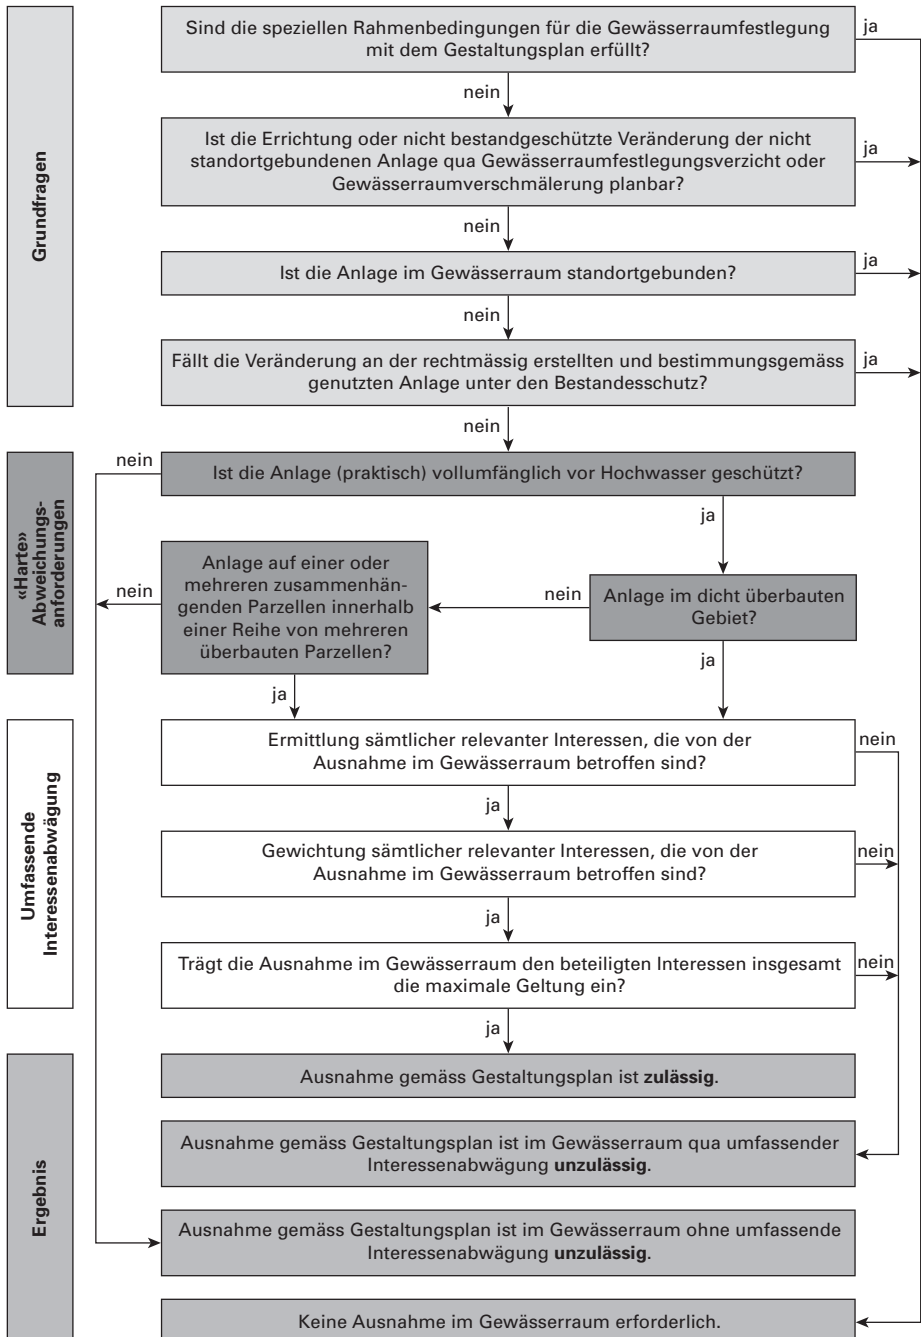 Grundfragen
Sind die speziellen Rahmenbedingungen für die Gewässerraumfestlegung
mit dem Gestaltungsplan erfüllt?
ja
nein
Ist die Errichtung oder nicht bestandgeschützte Veränderung der nicht
standortgebundenen Anlage qua Gewässerraumfestlegungsverzicht oder
Gewässerraumverschmälerung planbar?
ja
nein
Ist die Anlage im Gewässerraum standortgebunden?
ja
nein
Fällt die Veränderung an der rechtmässig erstellten und bestimmungsgemäss
genutzten Anlage unter den Bestandesschutz?
ja
nein
«Harte»
Abweichungs-
anforderungen
nein
Ist die Anlage (praktisch) vollumfänglich vor Hochwasser geschützt?
ja
Anlage im dicht überbauten
Gebiet?
nein
ja
Anlage auf einer oder
mehreren zusammenhän-
genden Parzellen innerhalb
einer Reihe von mehreren
überbauten Parzellen?
nein
ja
Umfassende
Interessenabwägung
Ermittlung sämtlicher relevanter Interessen, die von der
Ausnahme im Gewässerraum betroffen sind?
nein
ja
Gewichtung sämtlicher relevanter Interessen, die von der
Ausnahme im Gewässerraum betroffen sind?
nein
ja
Trägt die Ausnahme im Gewässerraum den beteiligten Interessen insgesamt
die maximale Geltung ein?
nein
ja
Ergebnis
Ausnahme gemäss Gestaltungsplan ist zulässig.
Ausnahme gemäss Gestaltungsplan ist im Gewässerraum qua umfassender
Interessenabwägung unzulässig.
Ausnahme gemäss Gestaltungsplan ist im Gewässerraum ohne umfassende
Interessenabwägung unzulässig.
Keine Ausnahme im Gewässerraum erforderlich.